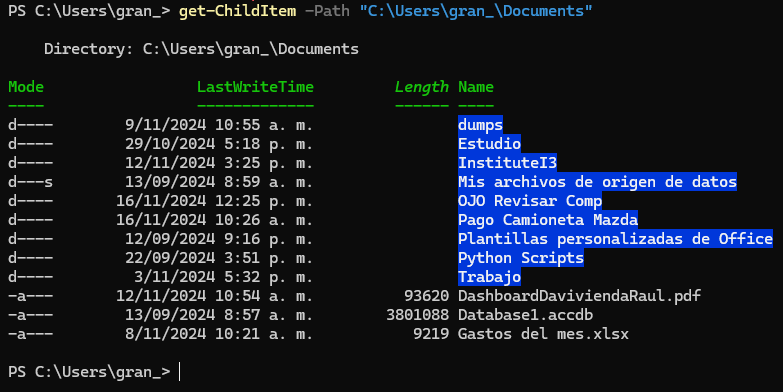 PS C:\Users\gran_> get-ChildItem -Path "C:\Users\gran_\Documents"
Directory: C:\Users\gran_\Documents
Mode LastWriteTime Length Name
---- ------------- ------ ----
d---- 9/11/2024 10:55 a. m. dumps
d---- 29/10/2024 5:18 p. m. Estudio
d---- 12/11/2024 3:25 p. m. InstituteI3
d---s 13/09/2024 8:59 a. m. Mis archivos de origen de datos
d---- 16/11/2024 12:25 p. m. OJO Revisar Comp
d---- 16/11/2024 10:26 a. m. Pago Camioneta Mazda
d---- 12/09/2024 9:16 p. m. Plantillas personalizadas de Office
d---- 22/09/2024 3:51 p. m. Python Scripts
d---- 3/11/2024 5:32 p. m. Trabajo
-a--- 12/11/2024 10:54 a. m. 93620 DashboardDaviviendaRaul.pdf
-a--- 13/09/2024 8:57 a. m. 3801088 Database1.accdb
-a--- 8/11/2024 10:21 a. m. 9219 Gastos del mes.xlsx
PS C:\Users\gran_>